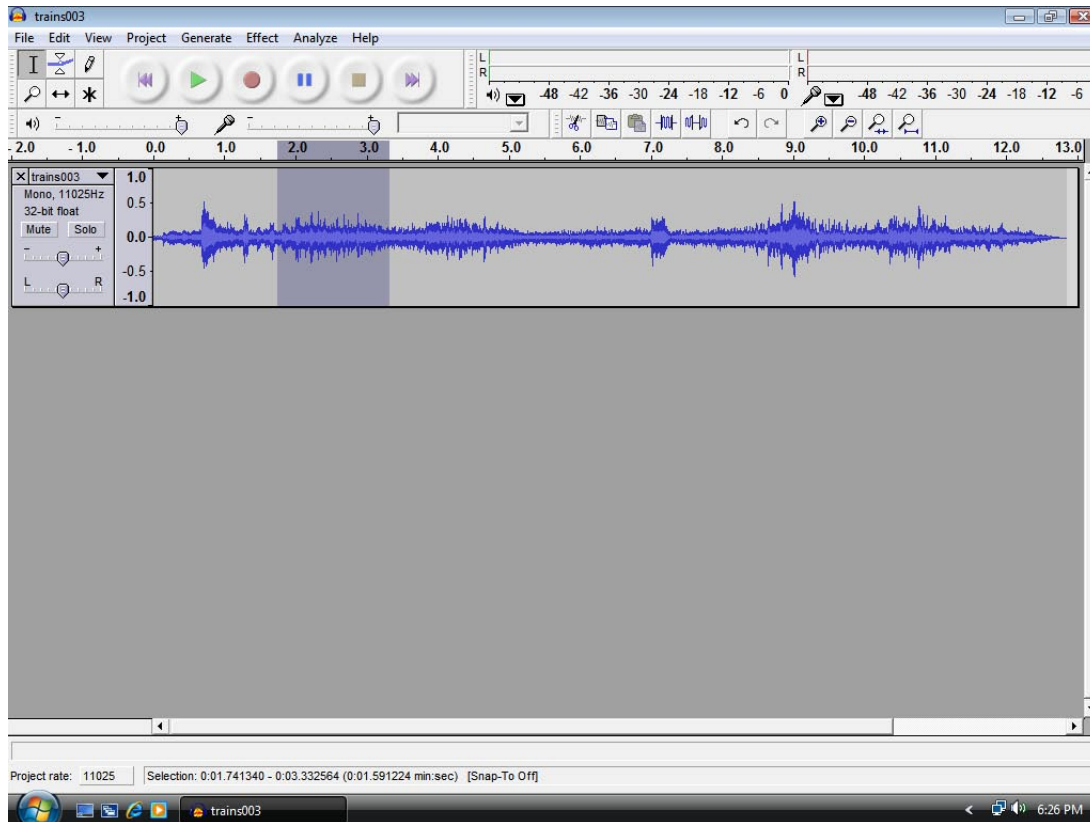 trains003
File Edit View Project Generate Effect Analyze Help
L
R
-48 -42 -36 -30 -24 -18 -12 -6 0
L
R
-48 -42 -36 -30 -24 -18 -12 -6
- 2.0 - 1.0 0.0 1.0 2.0 3.0 4.0 5.0 6.0 7.0 8.0 9.0 10.0 11.0 12.0 13.0
trains003
Mono, 11025Hz
32-bit float
Mute Solo
- +
L R
1.0
0.5
0.0
-0.5
-1.0
Project rate: 11025 Selection: 0:01.741340 - 0:03.332564 (0:01.591224 min:sec) [Snap-To Off]
trains003 6:26 PM